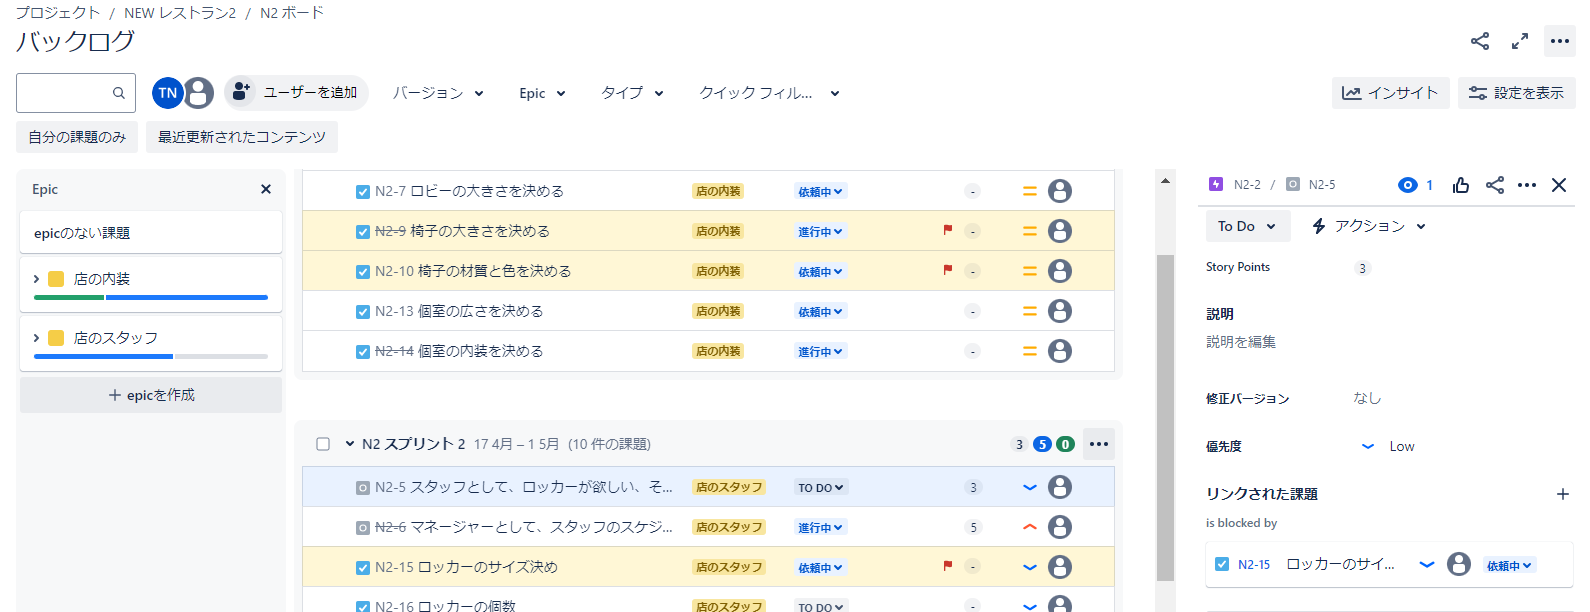 プロジェクト / NEW レストラン2 / N2 ボード
バックログ
TN ユーザーを追加 バージョン Epic タイプ クイック フィル... インサイト 設定を表示
自分の課題のみ 最近更新されたコンテンツ
Epic
epicのない課題
店の内装
店のスタッフ
+ epicを作成
N2-7 ロビーの大きさを決める 店の内装 依頼中 -
N2-9 椅子の大きさを決める 店の内装 進行中 -
N2-10 椅子の材質と色を決める 店の内装 依頼中 -
N2-13 個室の広さを決める 店の内装 依頼中 -
N2-14 個室の内装を決める 店の内装 進行中 -
N2 スプリント 2 17 4月 – 1 5月 (10 件の課題) 3 5 0
N2-5 スタッフとして、ロッカーが欲しい、そ... 店のスタッフ TO DO 3
N2-6 マネージャーとして、スタッフのスケジ... 店のスタッフ 進行中 5
N2-15 ロッカーのサイズ決め 店のスタッフ 依頼中 -
N2-16 ロッカーの個数 店のスタッフ TO DO -
N2-2 / N2-5 1
To Do アクション
Story Points 3
説明
説明を編集
修正バージョン なし
優先度 Low
リンクされた課題 +
is blocked by
N2-15 ロッカーのサイ... 依頼中